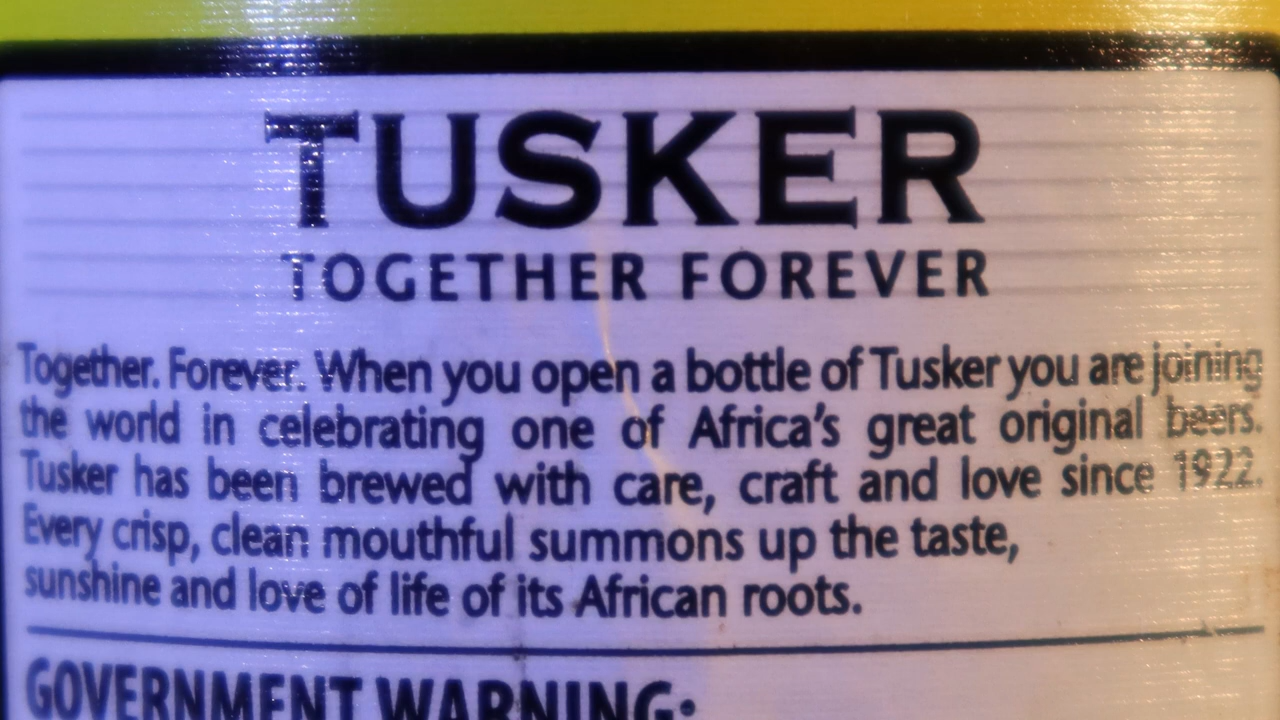 TUSKER
TOGETHER FOREVER
Together. Forever. When you open a bottle of Tusker you are joining
the world in celebrating one of Africa's great original beers.
Tusker has been brewed with care, craft and love since 1922.
Every crisp, clean mouthful summons up the taste,
sunshine and love of life of its African roots.
GOVERNMENT WARNING: